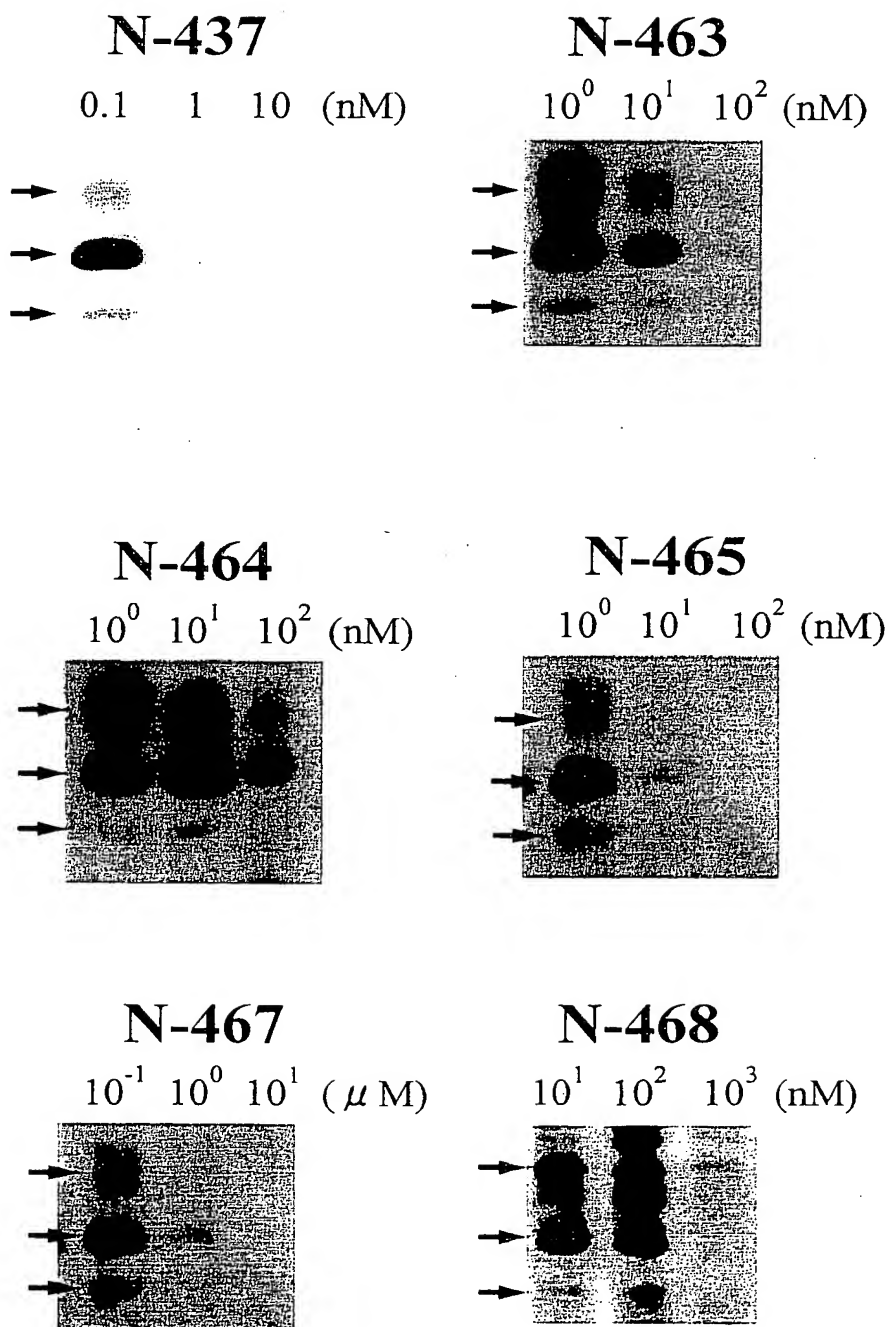 N-437 N-463
0.1 1 10 (nM) 10⁰ 10¹ 10² (nM)
N-464 N-465
10⁰ 10¹ 10² (nM) 10⁰ 10¹ 10² (nM)
N-467 N-468
10⁻¹ 10⁰ 10¹ (μM) 10¹ 10² 10³ (nM)